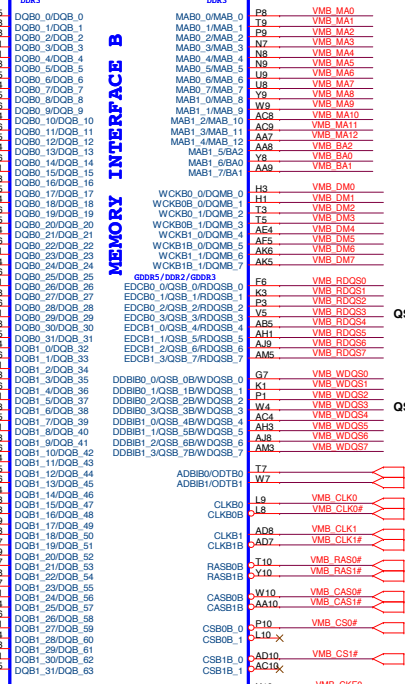 DDR3
DQB0_0/DQB_0
DQB0_1/DQB_1
DQB0_2/DQB_2
DQB0_3/DQB_3
DQB0_4/DQB_4
DQB0_5/DQB_5
DQB0_6/DQB_6
DQB0_7/DQB_7
DQB0_8/DQB_8
DQB0_9/DQB_9
DQB0_10/DQB_10
DQB0_11/DQB_11
DQB0_12/DQB_12
DQB0_13/DQB_13
DQB0_14/DQB_14
DQB0_15/DQB_15
DQB0_16/DQB_16
DQB0_17/DQB_17
DQB0_18/DQB_18
DQB0_19/DQB_19
DQB0_20/DQB_20
DQB0_21/DQB_21
DQB0_22/DQB_22
DQB0_23/DQB_23
DQB0_24/DQB_24
DQB0_25/DQB_25
DQB0_26/DQB_26
DQB0_27/DQB_27
DQB0_28/DQB_28
DQB0_29/DQB_29
DQB0_30/DQB_30
DQB0_31/DQB_31
DQB1_0/DQB_32
DQB1_1/DQB_33
DQB1_2/DQB_34
DQB1_3/DQB_35
DQB1_4/DQB_36
DQB1_5/DQB_37
DQB1_6/DQB_38
DQB1_7/DQB_39
DQB1_8/DQB_40
DQB1_9/DQB_41
DQB1_10/DQB_42
DQB1_11/DQB_43
DQB1_12/DQB_44
DQB1_13/DQB_45
DQB1_14/DQB_46
DQB1_15/DQB_47
DQB1_16/DQB_48
DQB1_17/DQB_49
DQB1_18/DQB_50
DQB1_19/DQB_51
DQB1_20/DQB_52
DQB1_21/DQB_53
DQB1_22/DQB_54
DQB1_23/DQB_55
DQB1_24/DQB_56
DQB1_25/DQB_57
DQB1_26/DQB_58
DQB1_27/DQB_59
DQB1_28/DQB_60
DQB1_29/DQB_61
DQB1_30/DQB_62
DQB1_31/DQB_63
MEMORY INTERFACE B
DDR3
MAB0_0/MAB_0 P8 VMB_MA0
MAB0_1/MAB_1 T9 VMB_MA1
MAB0_2/MAB_2 P9 VMB_MA2
MAB0_3/MAB_3 N7 VMB_MA3
MAB0_4/MAB_4 N8 VMB_MA4
MAB0_5/MAB_5 N9 VMB_MA5
MAB0_6/MAB_6 U9 VMB_MA6
MAB0_7/MAB_7 U8 VMB_MA7
MAB1_0/MAB_8 Y9 VMB_MA8
MAB1_1/MAB_9 W9 VMB_MA9
MAB1_2/MAB_10 AC8 VMB_MA10
MAB1_3/MAB_11 AC9 VMB_MA11
MAB1_4/MAB_12 AA7 VMB_MA12
MAB1_5/BA2 AA8 VMB_BA2
MAB1_6/BA0 Y8 VMB_BA0
MAB1_7/BA1 AA9 VMB_BA1
WCKB0_0/DQMB_0 H3 VMB_DM0
WCKB0B_0/DQMB_1 H1 VMB_DM1
WCKB0_1/DQMB_2 T3 VMB_DM2
WCKB0B_1/DQMB_3 T5 VMB_DM3
WCKB1_0/DQMB_4 AE4 VMB_DM4
WCKB1B_0/DQMB_5 AF5 VMB_DM5
WCKB1_1/DQMB_6 AK6 VMB_DM6
WCKB1B_1/DQMB_7 AK5 VMB_DM7
GDDR5/DDR2/GDDR3
EDCB0_0/QSB_0/RDQSB_0 F6 VMB_RDQS0
EDCB0_1/QSB_1/RDQSB_1 K3 VMB_RDQS1
EDCB0_2/QSB_2/RDQSB_2 P3 VMB_RDQS2
EDCB0_3/QSB_3/RDQSB_3 V5 VMB_RDQS3
EDCB1_0/QSB_4/RDQSB_4 AB5 VMB_RDQS4
EDCB1_1/QSB_5/RDQSB_5 AH1 VMB_RDQS5
EDCB1_2/QSB_6/RDQSB_6 AJ9 VMB_RDQS6
EDCB1_3/QSB_7/RDQSB_7 AM5 VMB_RDQS7
DDBIB0_0/QSB_0B/WDQSB_0 G7 VMB_WDQS0
DDBIB0_1/QSB_1B/WDQSB_1 K1 VMB_WDQS1
DDBIB0_2/QSB_2B/WDQSB_2 P1 VMB_WDQS2
DDBIB0_3/QSB_3B/WDQSB_3 W4 VMB_WDQS3
DDBIB1_0/QSB_4B/WDQSB_4 AC4 VMB_WDQS4
DDBIB1_1/QSB_5B/WDQSB_5 AH3 VMB_WDQS5
DDBIB1_2/QSB_6B/WDQSB_6 AJ8 VMB_WDQS6
DDBIB1_3/QSB_7B/WDQSB_7 AM3 VMB_WDQS7
ADBIB0/ODTB0 T7
ADBIB1/ODTB1 W7
CLKB0 L9 VMB_CLK0
CLKB0B L8 VMB_CLK0#
CLKB1 AD8 VMB_CLK1
CLKB1B AD7 VMB_CLK1#
RASB0B T10 VMB_RAS0#
RASB1B Y10 VMB_RAS1#
CASB0B W10 VMB_CAS0#
CASB1B AA10 VMB_CAS1#
CSB0B_0 P10 VMB_CS0#
CSB0B_1 L10
CSB1B_0 AD10 VMB_CS1#
CSB1B_1 AC10